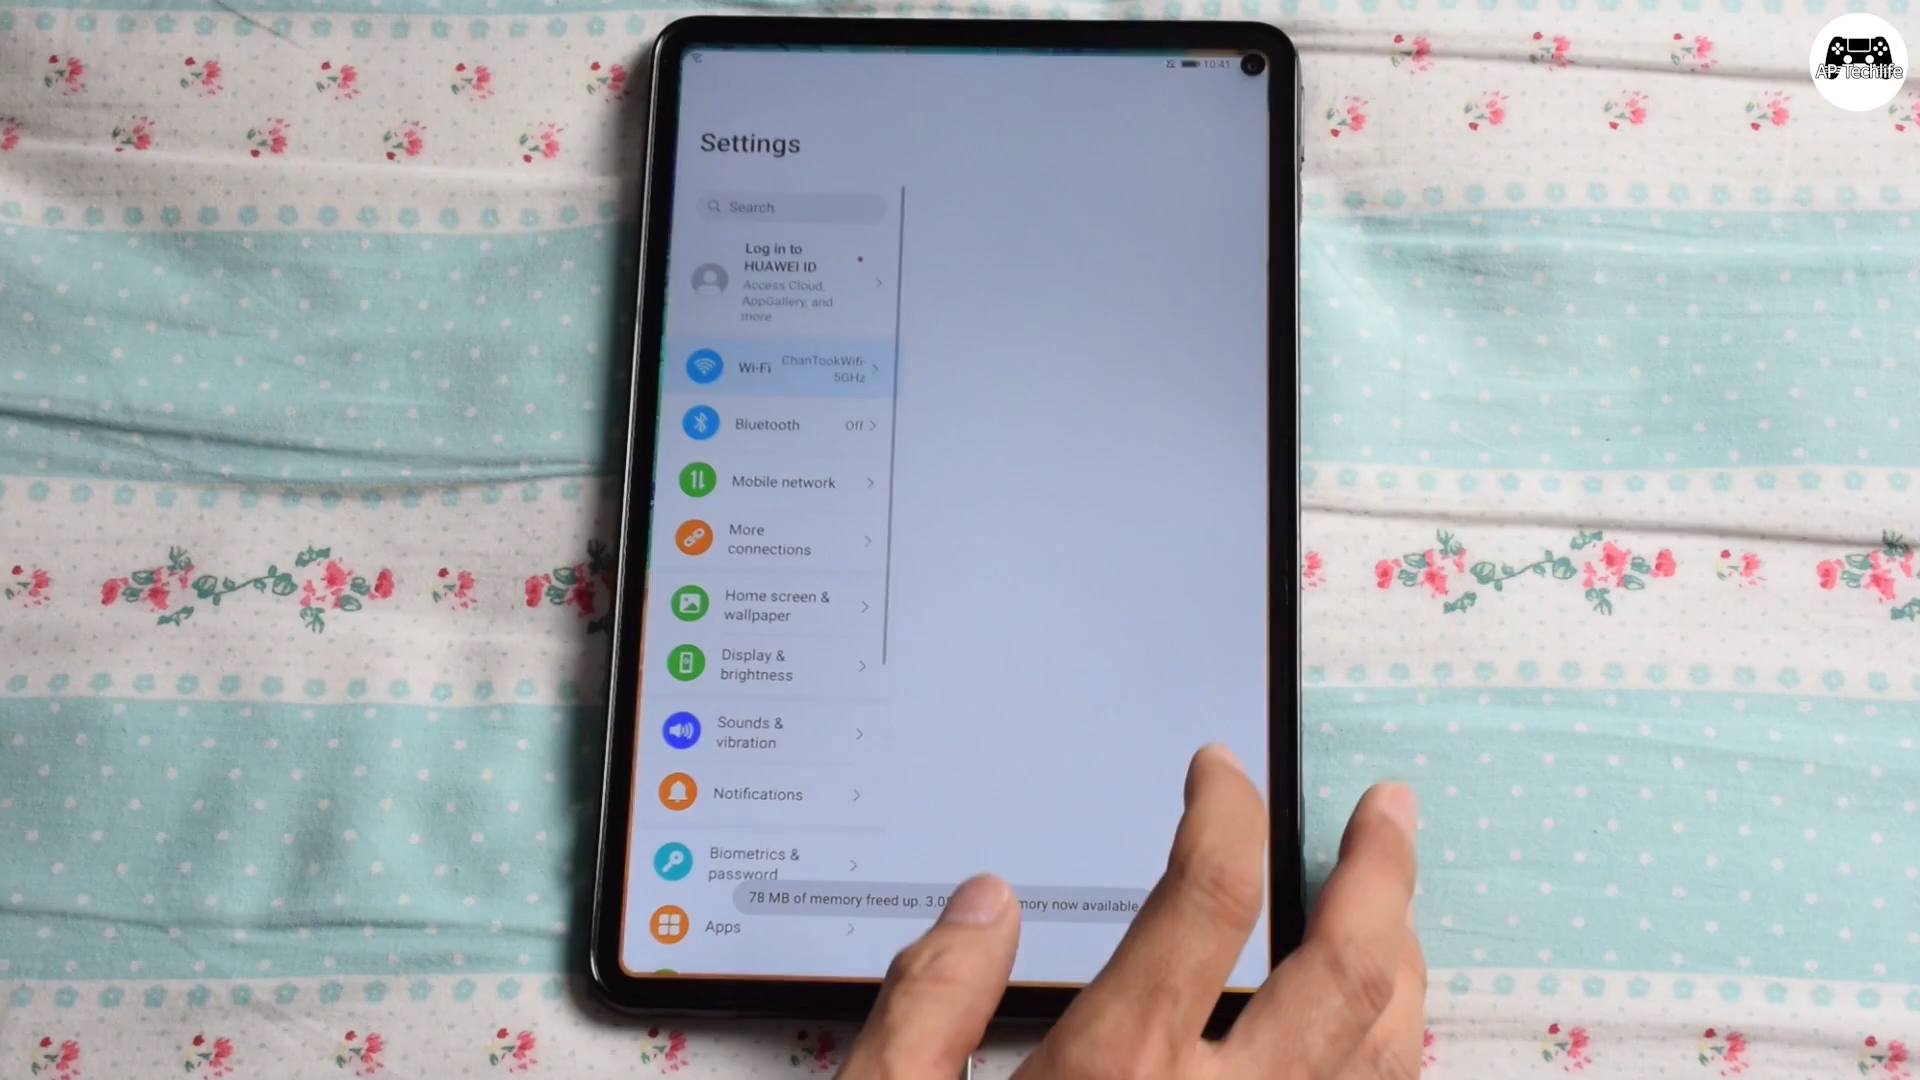 AP Techlife
10:41
Settings
Search
Log in to
HUAWEI ID
Access Cloud,
AppGallery, and
more
Wi-Fi
ChanTookWifi-
5GHz
Bluetooth
Off
Mobile network
More
connections
Home screen &
wallpaper
Display &
brightness
Sounds &
vibration
Notifications
Biometrics &
password
78 MB of memory freed up. now available
Apps